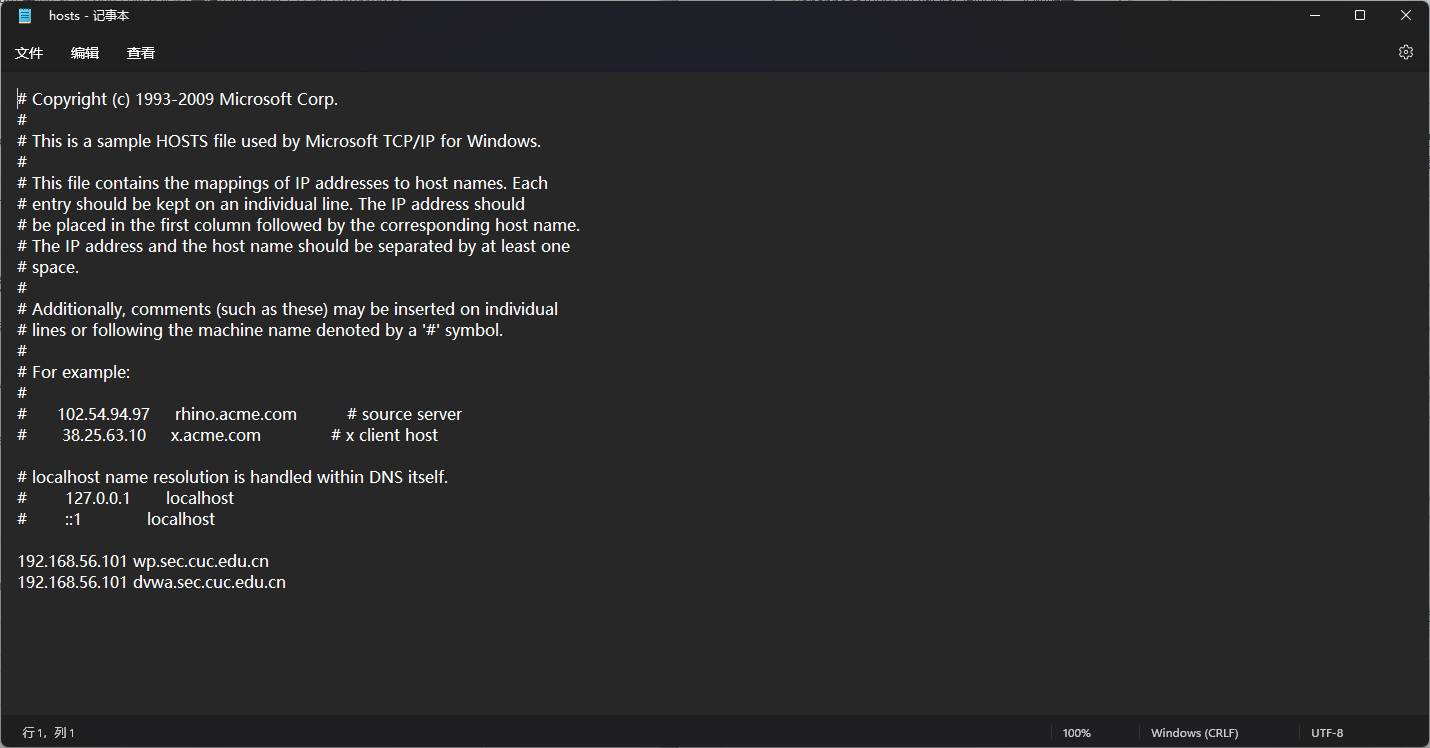 hosts - 记事本
文件 编辑 查看
# Copyright (c) 1993-2009 Microsoft Corp.
#
# This is a sample HOSTS file used by Microsoft TCP/IP for Windows.
#
# This file contains the mappings of IP addresses to host names. Each
# entry should be kept on an individual line. The IP address should
# be placed in the first column followed by the corresponding host name.
# The IP address and the host name should be separated by at least one
# space.
#
# Additionally, comments (such as these) may be inserted on individual
# lines or following the machine name denoted by a '#' symbol.
#
# For example:
#
# 102.54.94.97 rhino.acme.com # source server
# 38.25.63.10 x.acme.com # x client host

# localhost name resolution is handled within DNS itself.
# 127.0.0.1 localhost
# ::1 localhost

192.168.56.101 wp.sec.cuc.edu.cn
192.168.56.101 dvwa.sec.cuc.edu.cn
行 1，列 1 100% Windows (CRLF) UTF-8